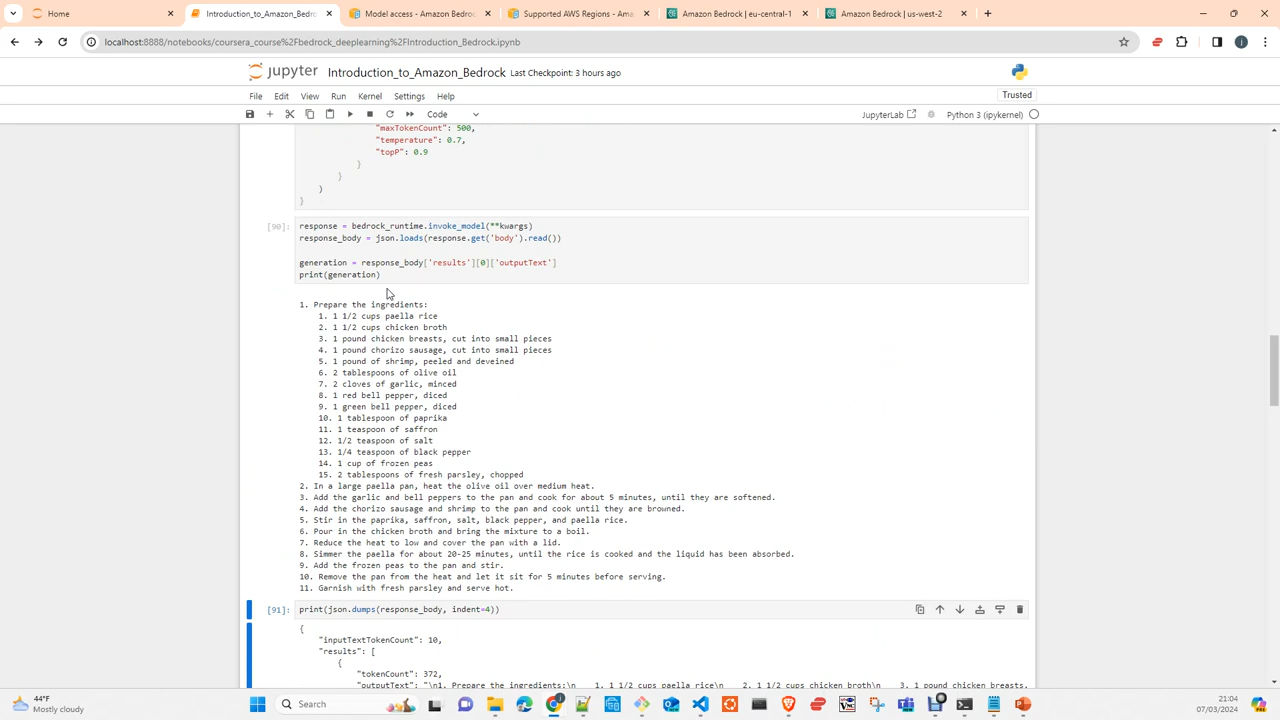 Home
Introduction_to_Amazon_Bedro
Model access - Amazon Bedroc
Supported AWS Regions - Amaz
Amazon Bedrock | eu-central-1
Amazon Bedrock | us-west-2
localhost:8888/notebooks/coursera_course%2Fbedrock_deeplearning%2FIntroduction_Bedrock.ipynb
jupyter Introduction_to_Amazon_Bedrock Last Checkpoint: 3 hours ago
File Edit View Run Kernel Settings Help
Trusted
Code
JupyterLab
Python 3 (ipykernel)
"maxTokenCount": 500,
"temperature": 0.7,
"topP": 0.9
}
}
)
}
[90]:
response = bedrock_runtime.invoke_model(**kwargs)
response_body = json.loads(response.get('body').read())
generation = response_body['results'][0]['outputText']
print(generation)
1. Prepare the ingredients:
1. 1 1/2 cups paella rice
2. 1 1/2 cups chicken broth
3. 1 pound chicken breasts, cut into small pieces
4. 1 pound chorizo sausage, cut into small pieces
5. 1 pound of shrimp, peeled and deveined
6. 2 tablespoons of olive oil
7. 2 cloves of garlic, minced
8. 1 red bell pepper, diced
9. 1 green bell pepper, diced
10. 1 tablespoon of paprika
11. 1 teaspoon of saffron
12. 1/2 teaspoon of salt
13. 1/4 teaspoon of black pepper
14. 1 cup of frozen peas
15. 2 tablespoons of fresh parsley, chopped
2. In a large paella pan, heat the olive oil over medium heat.
3. Add the garlic and bell peppers to the pan and cook for about 5 minutes, until they are softened.
4. Add the chorizo sausage and shrimp to the pan and cook until they are browned.
5. Stir in the paprika, saffron, salt, black pepper, and paella rice.
6. Pour in the chicken broth and bring the mixture to a boil.
7. Reduce the heat to low and cover the pan with a lid.
8. Simmer the paella for about 20-25 minutes, until the rice is cooked and the liquid has been absorbed.
9. Add the frozen peas to the pan and stir.
10. Remove the pan from the heat and let it sit for 5 minutes before serving.
11. Garnish with fresh parsley and serve hot.
[91]:
print(json.dumps(response_body, indent=4))
{
"inputTextTokenCount": 10,
"results": [
{
"tokenCount": 372,
"outputText": "\n1. Prepare the ingredients:\n    1. 1 1/2 cups paella rice\n    2. 1 1/2 cups chicken broth\n    3. 1 pound chicken breasts,
44°F
Mostly cloudy
Search
21:04
07/03/2024